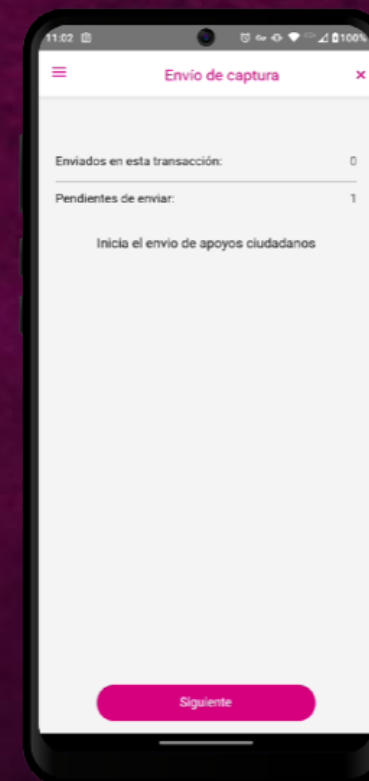 11:02 100%
Envío de captura ×
Enviados en esta transacción: 0
Pendientes de enviar: 1
Inicia el envio de apoyos ciudadanos
Siguiente